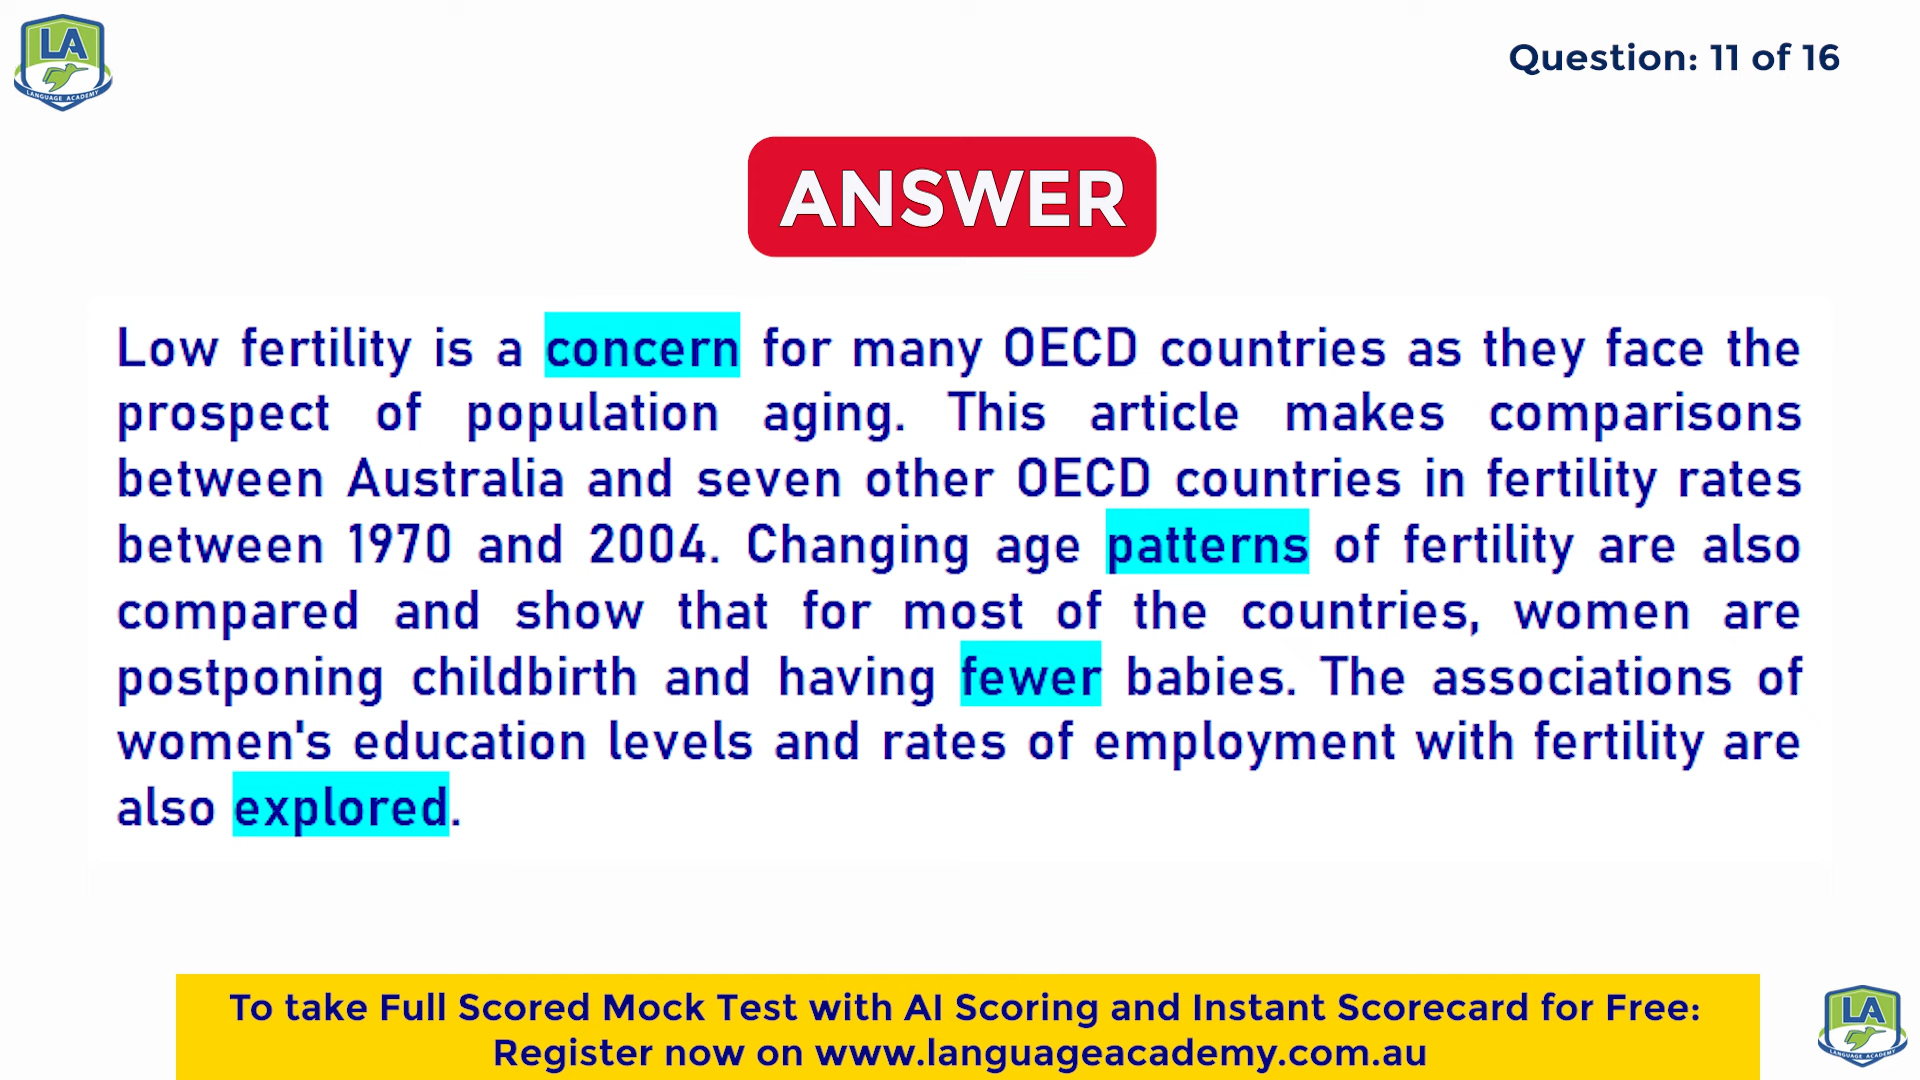 LA
LANGUAGE ACADEMY
Question: 11 of 16
ANSWER
Low fertility is a concern for many OECD countries as they face the
prospect of population aging. This article makes comparisons
between Australia and seven other OECD countries in fertility rates
between 1970 and 2004. Changing age patterns of fertility are also
compared and show that for most of the countries, women are
postponing childbirth and having fewer babies. The associations of
women's education levels and rates of employment with fertility are
also explored.
To take Full Scored Mock Test with AI Scoring and Instant Scorecard for Free:
Register now on www.languageacademy.com.au
LA
LANGUAGE ACADEMY